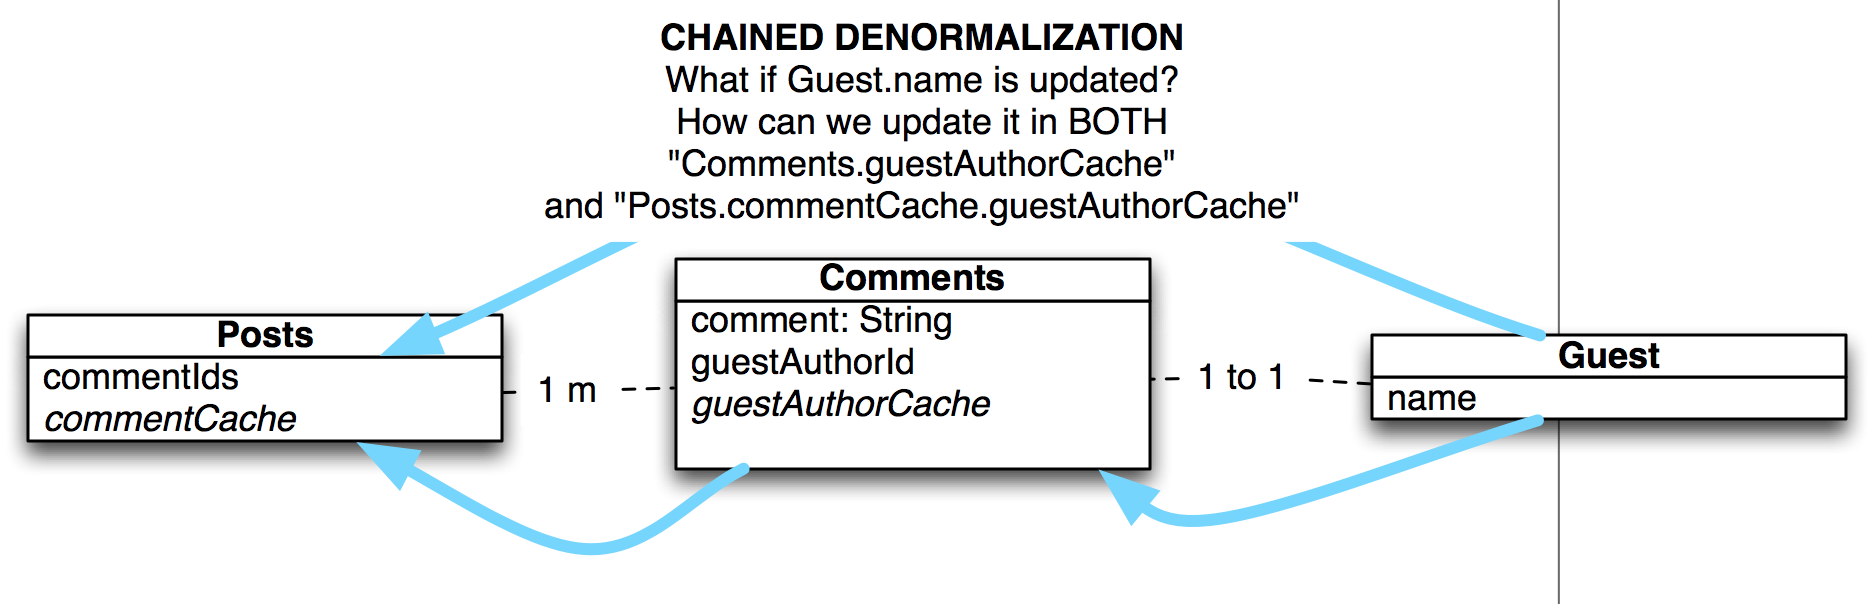 CHAINED DENORMALIZATION
What if Guest.name is updated?
How can we update it in BOTH
"Comments.guestAuthorCache"
and "Posts.commentCache.guestAuthorCache"
Posts
commentIds
commentCache
1 m
Comments
comment: String
guestAuthorId
guestAuthorCache
1 to 1
Guest
name